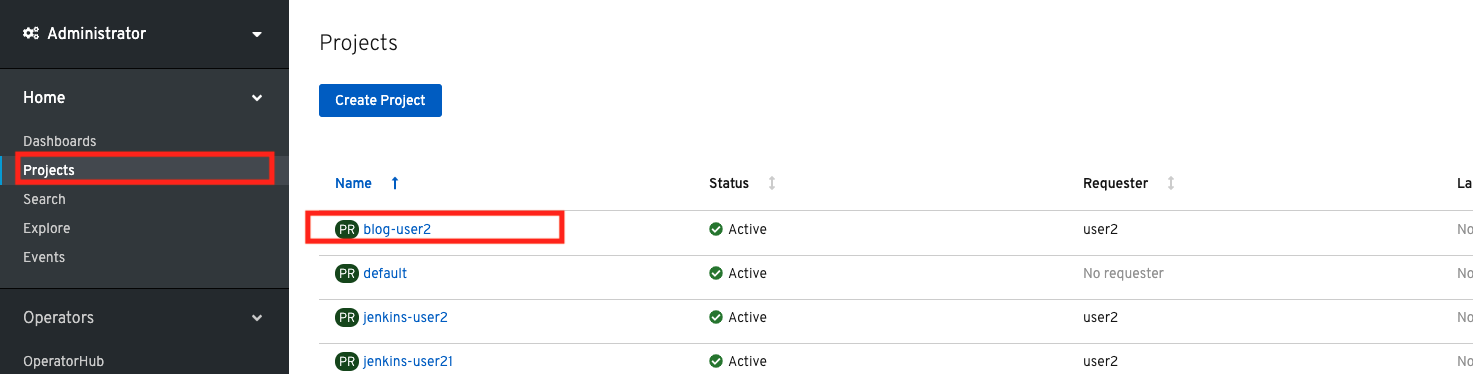 Administrator
Home
Dashboards
Projects
Search
Explore
Events
Operators
OperatorHub
Projects
Create Project
Name Status Requester La
PR blog-user2 Active user2 No
PR default Active No requester No
PR jenkins-user2 Active user2 No
PR jenkins-user21 Active user2 No